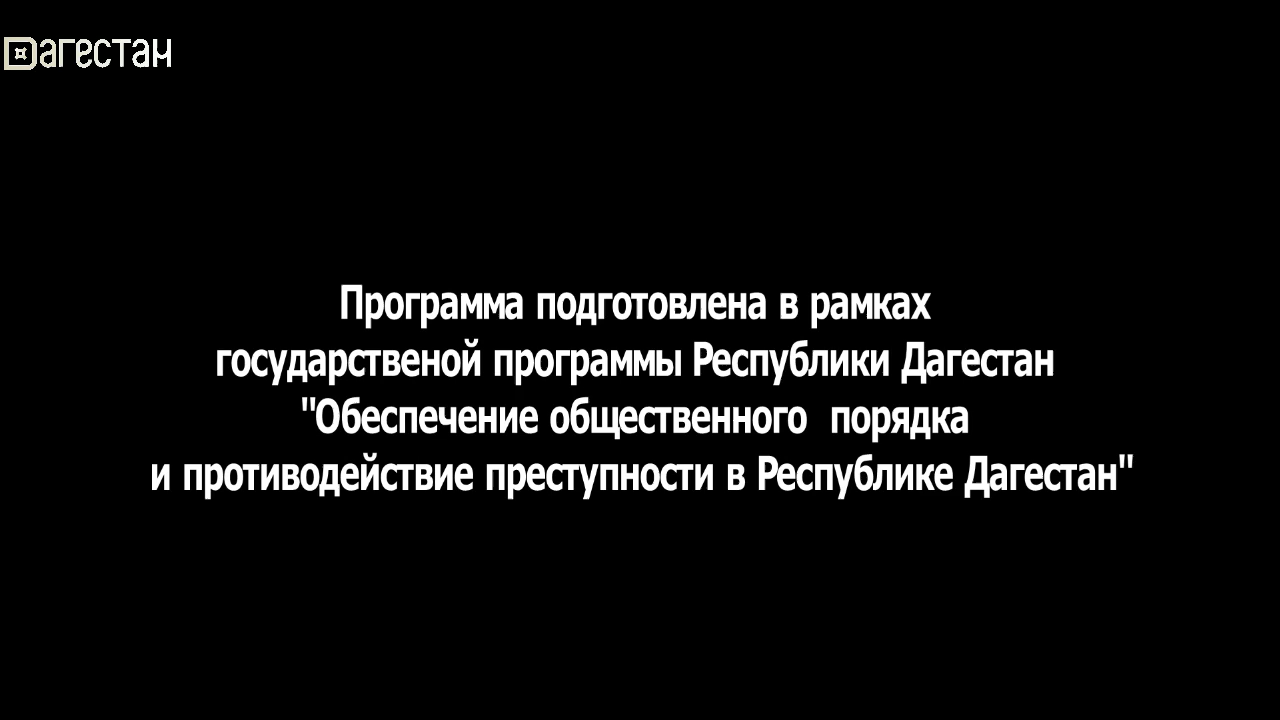 Дагестан
Программа подготовлена в рамках
государственой программы Республики Дагестан
"Обеспечение общественного порядка
и противодействие преступности в Республике Дагестан"